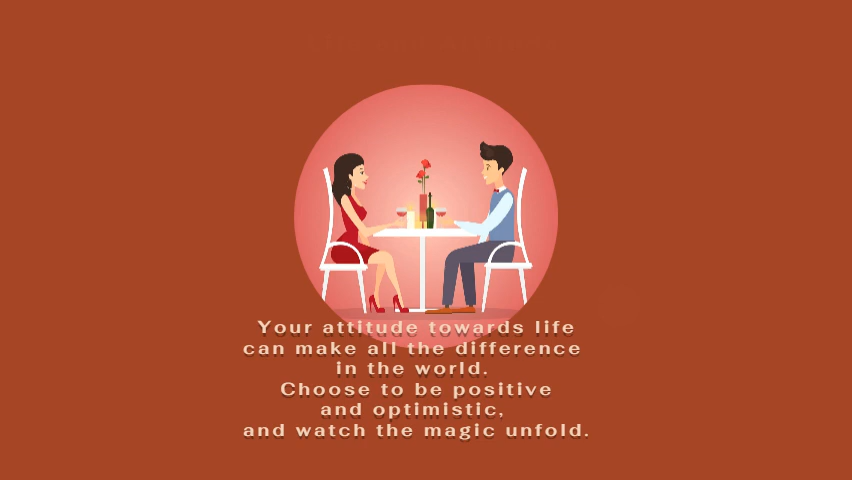 Your attitude towards life
can make all the difference
in the world.
Choose to be positive
and optimistic,
and watch the magic unfold.